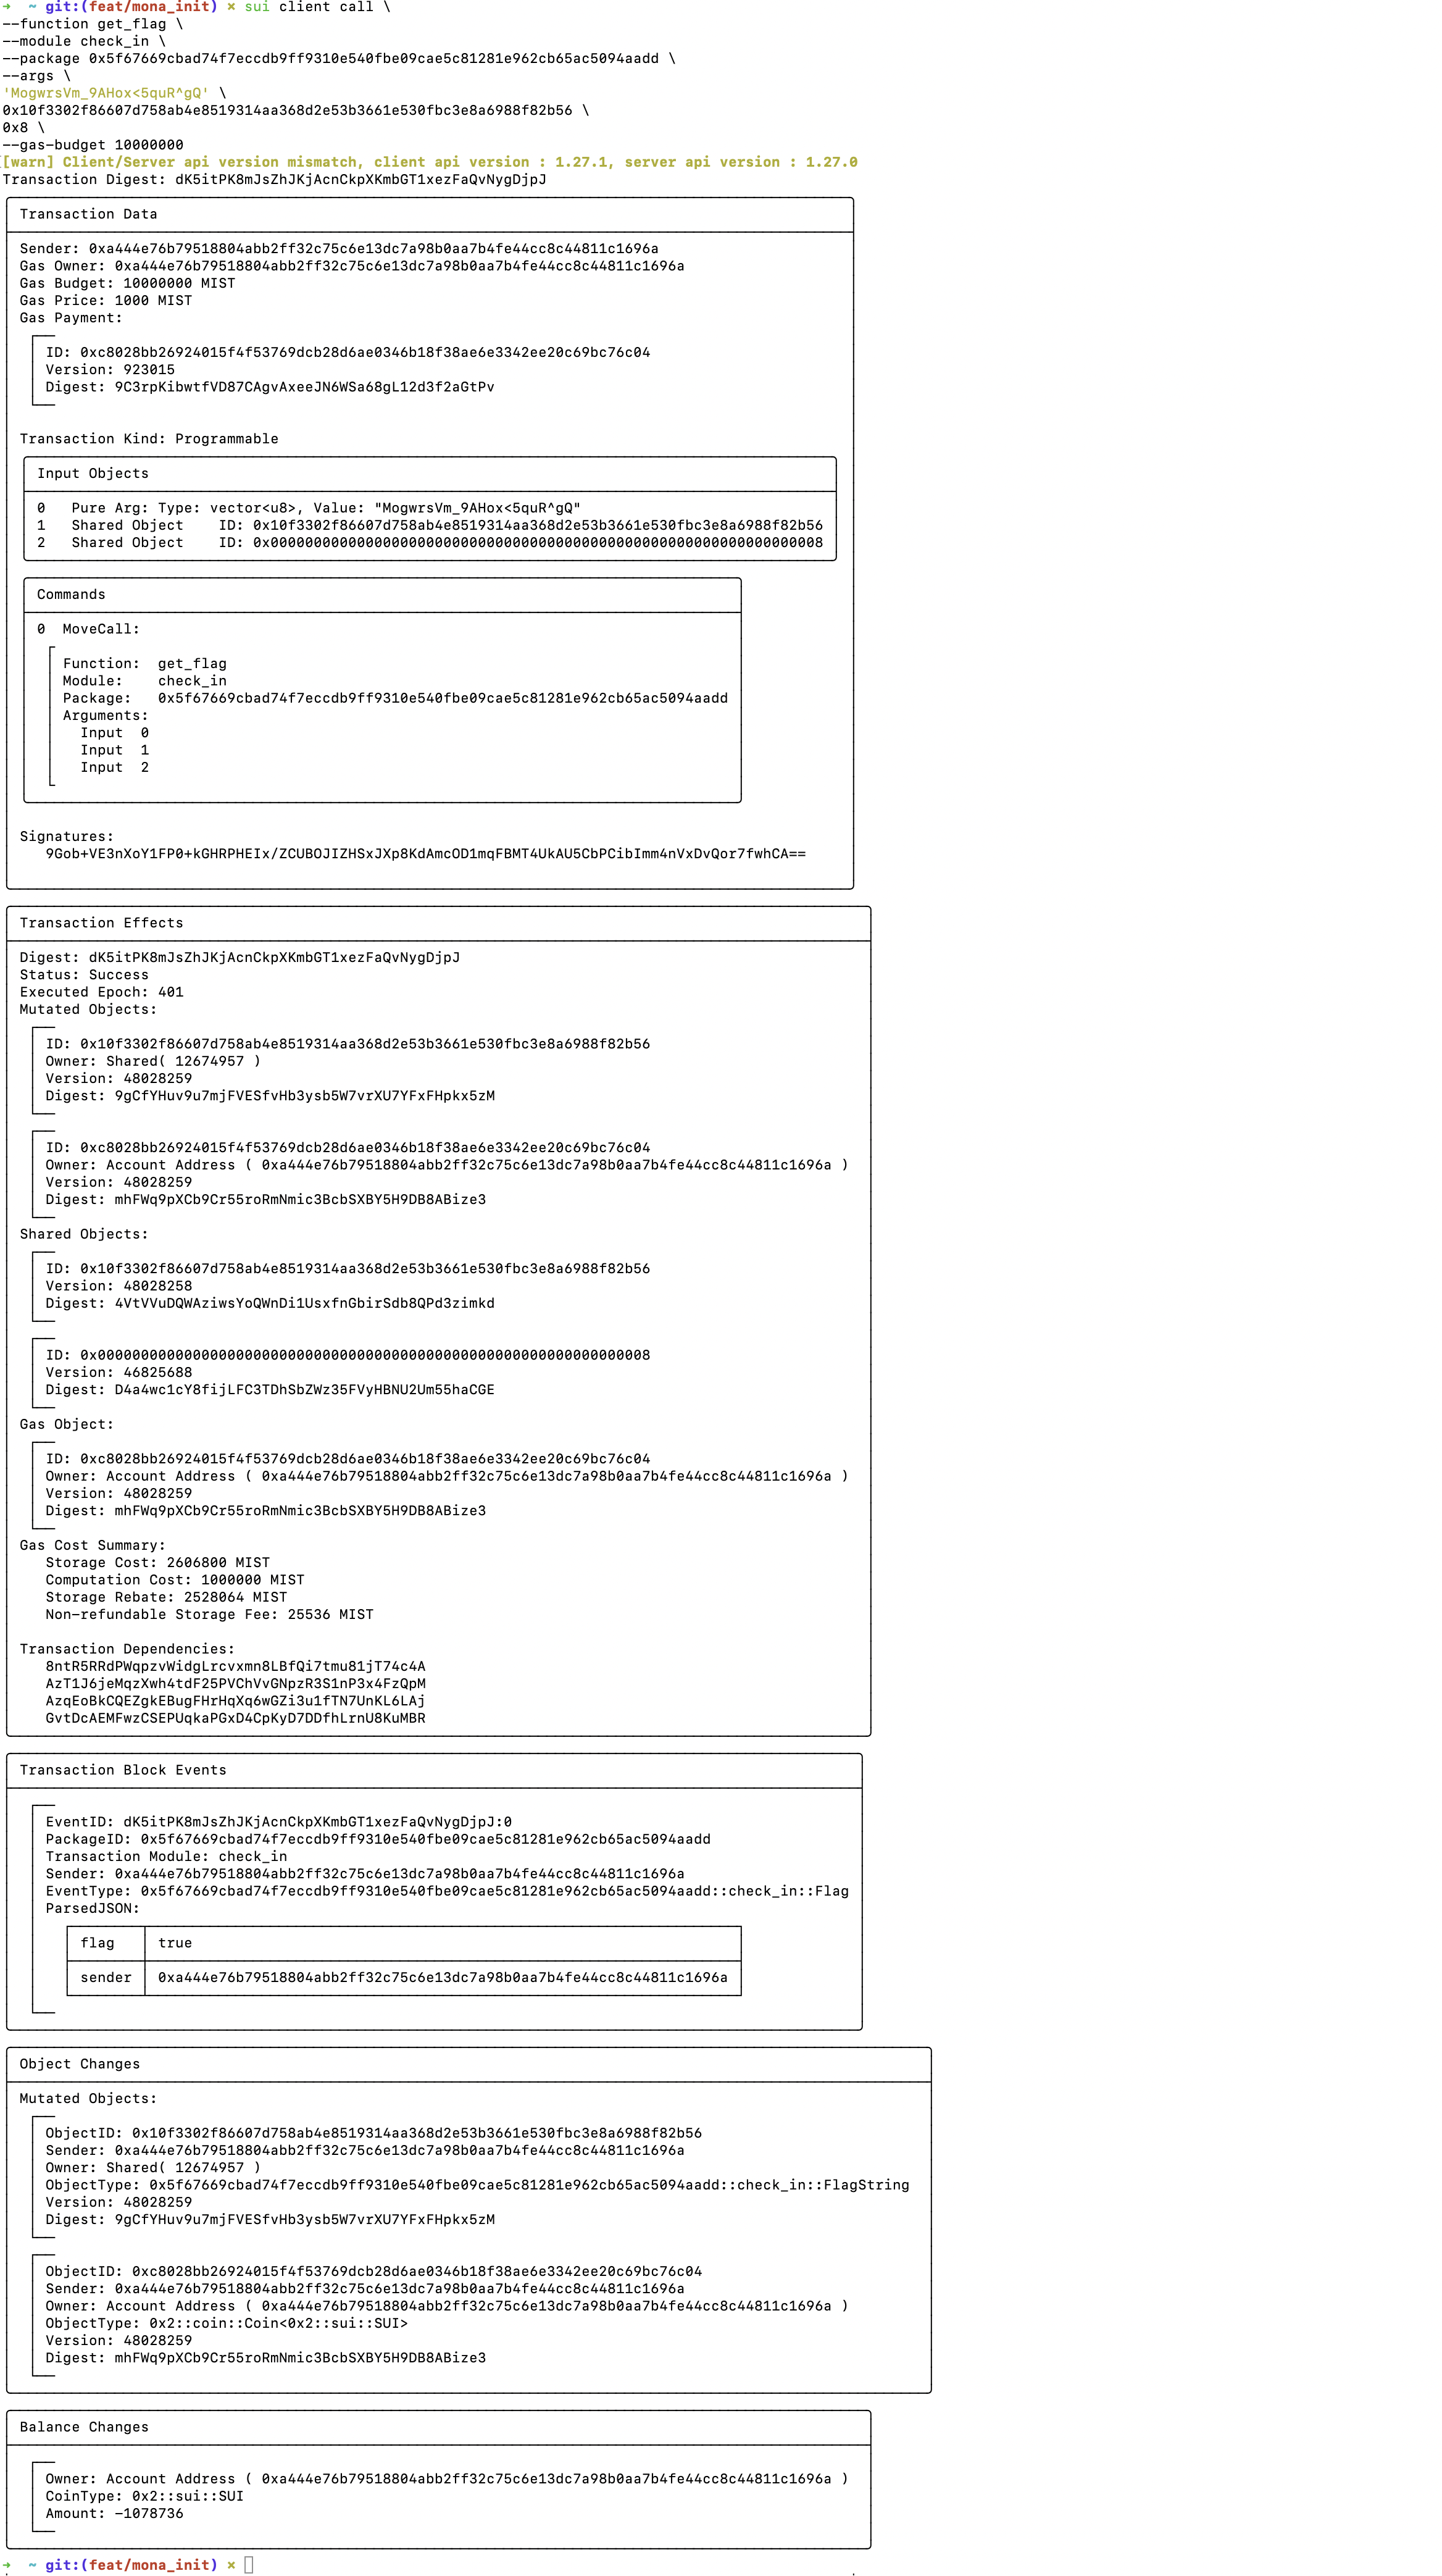 ➜  ~ git:(feat/mona_init) ✗ sui client call \
--function get_flag \
--module check_in \
--package 0x5f67669cbad74f7eccdb9ff9310e540fbe09cae5c81281e962cb65ac5094aadd \
--args \
'MogwrsVm_9AHox<5quR^gQ' \
0x10f3302f86607d758ab4e8519314aa368d2e53b3661e530fbc3e8a6988f82b56 \
0x8 \
--gas-budget 10000000
[[warn] Client/Server api version mismatch, client api version : 1.27.1, server api version : 1.27.0
Transaction Digest: dK5itPK8mJsZhJKjAcnCkpXKmbGT1xezFaQvNygDjpJ
Transaction Data
Sender: 0xa444e76b79518804abb2ff32c75c6e13dc7a98b0aa7b4fe44cc8c44811c1696a
Gas Owner: 0xa444e76b79518804abb2ff32c75c6e13dc7a98b0aa7b4fe44cc8c44811c1696a
Gas Budget: 10000000 MIST
Gas Price: 1000 MIST
Gas Payment:
ID: 0xc8028bb26924015f4f53769dcb28d6ae0346b18f38ae6e3342ee20c69bc76c04
Version: 923015
Digest: 9C3rpKibwtfVD87CAgvAxeeJN6WSa68gL12d3f2aGtPv
Transaction Kind: Programmable
Input Objects
0   Pure Arg: Type: vector<u8>, Value: "MogwrsVm_9AHox<5quR^gQ"
1   Shared Object    ID: 0x10f3302f86607d758ab4e8519314aa368d2e53b3661e530fbc3e8a6988f82b56
2   Shared Object    ID: 0x0000000000000000000000000000000000000000000000000000000000000008
Commands
0  MoveCall:
Function:  get_flag
Module:    check_in
Package:   0x5f67669cbad74f7eccdb9ff9310e540fbe09cae5c81281e962cb65ac5094aadd
Arguments:
Input  0
Input  1
Input  2
Signatures:
9Gob+VE3nXoY1FP0+kGHRPHEIx/ZCUBOJIZHSxJXp8KdAmcOD1mqFBMT4UkAU5CbPCibImm4nVxDvQor7fwhCA==
Transaction Effects
Digest: dK5itPK8mJsZhJKjAcnCkpXKmbGT1xezFaQvNygDjpJ
Status: Success
Executed Epoch: 401
Mutated Objects:
ID: 0x10f3302f86607d758ab4e8519314aa368d2e53b3661e530fbc3e8a6988f82b56
Owner: Shared( 12674957 )
Version: 48028259
Digest: 9gCfYHuv9u7mjFVESfvHb3ysb5W7vrXU7YFxFHpkx5zM
ID: 0xc8028bb26924015f4f53769dcb28d6ae0346b18f38ae6e3342ee20c69bc76c04
Owner: Account Address ( 0xa444e76b79518804abb2ff32c75c6e13dc7a98b0aa7b4fe44cc8c44811c1696a )
Version: 48028259
Digest: mhFWq9pXCb9Cr55roRmNmic3BcbSXBY5H9DB8ABize3
Shared Objects:
ID: 0x10f3302f86607d758ab4e8519314aa368d2e53b3661e530fbc3e8a6988f82b56
Version: 48028258
Digest: 4VtVVuDQWAziwsYoQWnDi1UsxfnGbirSdb8QPd3zimkd
ID: 0x0000000000000000000000000000000000000000000000000000000000000008
Version: 46825688
Digest: D4a4wc1cY8fijLFC3TDhSbZWz35FVyHBNU2Um55haCGE
Gas Object:
ID: 0xc8028bb26924015f4f53769dcb28d6ae0346b18f38ae6e3342ee20c69bc76c04
Owner: Account Address ( 0xa444e76b79518804abb2ff32c75c6e13dc7a98b0aa7b4fe44cc8c44811c1696a )
Version: 48028259
Digest: mhFWq9pXCb9Cr55roRmNmic3BcbSXBY5H9DB8ABize3
Gas Cost Summary:
Storage Cost: 2606800 MIST
Computation Cost: 1000000 MIST
Storage Rebate: 2528064 MIST
Non-refundable Storage Fee: 25536 MIST
Transaction Dependencies:
8ntR5RRdPWqpzvWidgLrcvxmn8LBfQi7tmu81jT74c4A
AzT1J6jeMqzXwh4tdF25PVChVvGNpzR3S1nP3x4FzQpM
AzqEoBkCQEZgkEBugFHrHqXq6wGZi3u1fTN7UnKL6LAj
GvtDcAEMFwzCSEPUqkaPGxD4CpKyD7DDfhLrnU8KuMBR
Transaction Block Events
EventID: dK5itPK8mJsZhJKjAcnCkpXKmbGT1xezFaQvNygDjpJ:0
PackageID: 0x5f67669cbad74f7eccdb9ff9310e540fbe09cae5c81281e962cb65ac5094aadd
Transaction Module: check_in
Sender: 0xa444e76b79518804abb2ff32c75c6e13dc7a98b0aa7b4fe44cc8c44811c1696a
EventType: 0x5f67669cbad74f7eccdb9ff9310e540fbe09cae5c81281e962cb65ac5094aadd::check_in::Flag
ParsedJSON:
flag   true
sender   0xa444e76b79518804abb2ff32c75c6e13dc7a98b0aa7b4fe44cc8c44811c1696a
Object Changes
Mutated Objects:
ObjectID: 0x10f3302f86607d758ab4e8519314aa368d2e53b3661e530fbc3e8a6988f82b56
Sender: 0xa444e76b79518804abb2ff32c75c6e13dc7a98b0aa7b4fe44cc8c44811c1696a
Owner: Shared( 12674957 )
ObjectType: 0x5f67669cbad74f7eccdb9ff9310e540fbe09cae5c81281e962cb65ac5094aadd::check_in::FlagString
Version: 48028259
Digest: 9gCfYHuv9u7mjFVESfvHb3ysb5W7vrXU7YFxFHpkx5zM
ObjectID: 0xc8028bb26924015f4f53769dcb28d6ae0346b18f38ae6e3342ee20c69bc76c04
Sender: 0xa444e76b79518804abb2ff32c75c6e13dc7a98b0aa7b4fe44cc8c44811c1696a
Owner: Account Address ( 0xa444e76b79518804abb2ff32c75c6e13dc7a98b0aa7b4fe44cc8c44811c1696a )
ObjectType: 0x2::coin::Coin<0x2::sui::SUI>
Version: 48028259
Digest: mhFWq9pXCb9Cr55roRmNmic3BcbSXBY5H9DB8ABize3
Balance Changes
Owner: Account Address ( 0xa444e76b79518804abb2ff32c75c6e13dc7a98b0aa7b4fe44cc8c44811c1696a )
CoinType: 0x2::sui::SUI
Amount: -1078736
➜  ~ git:(feat/mona_init) ✗